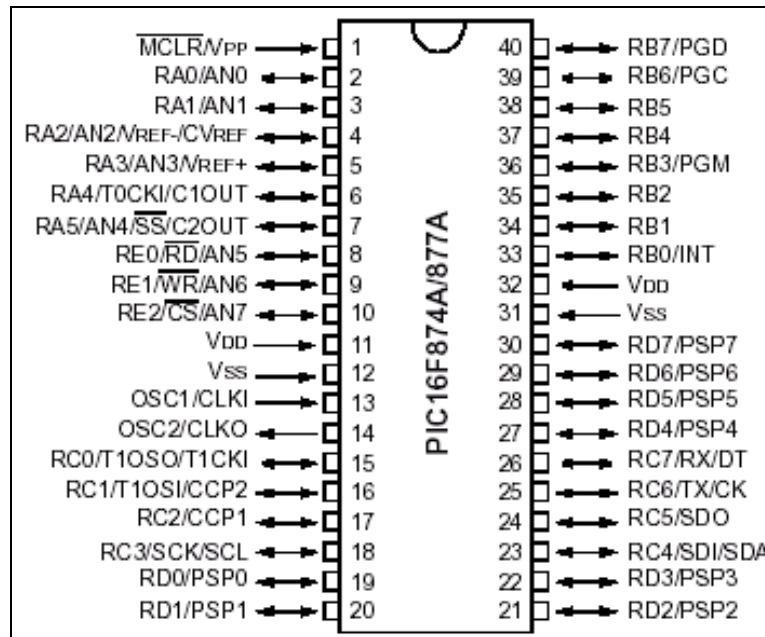 MCLR/VPP 1 40 RB7/PGD
RA0/AN0 2 39 RB6/PGC
RA1/AN1 3 38 RB5
RA2/AN2/VREF-/CVREF 4 37 RB4
RA3/AN3/VREF+ 5 36 RB3/PGM
RA4/T0CKI/C1OUT 6 35 RB2
RA5/AN4/SS/C2OUT 7 34 RB1
RE0/RD/AN5 8 33 RB0/INT
RE1/WR/AN6 9 32 VDD
RE2/CS/AN7 10 31 VSS
VDD 11 30 RD7/PSP7
VSS 12 29 RD6/PSP6
OSC1/CLKI 13 28 RD5/PSP5
OSC2/CLKO 14 27 RD4/PSP4
RC0/T1OSO/T1CKI 15 26 RC7/RX/DT
RC1/T1OSI/CCP2 16 25 RC6/TX/CK
RC2/CCP1 17 24 RC5/SDO
RC3/SCK/SCL 18 23 RC4/SDI/SDA
RD0/PSP0 19 22 RD3/PSP3
RD1/PSP1 20 21 RD2/PSP2
PIC16F874A/877A